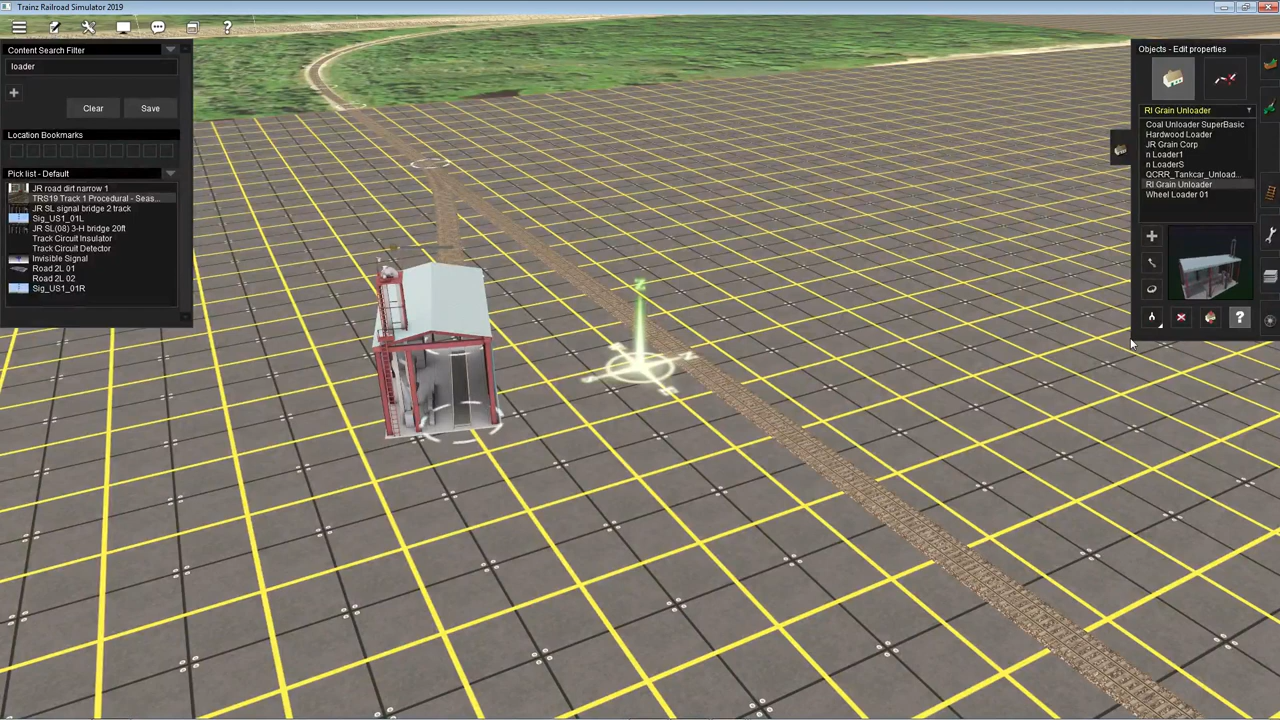 Trainz Railroad Simulator 2019
Content Search Filter
loader
Clear
Save
Location Bookmarks
Pick list - Default
JR road dirt narrow 1
TRS19 Track 1 Procedural - Seas...
JR SL signal bridge 2 track
Sig_US1_01L
JR SL(08) 3-H bridge 20ft
Track Circuit Insulator
Track Circuit Detector
Invisible Signal
Road 2L 01
Road 2L 02
Sig_US1_01R
Objects - Edit properties
RI Grain Unloader
Coal Unloader SuperBasic
Hardwood Loader
JR Grain Corp
n Loader1
n LoaderS
QCRR_Tankcar_Unload...
RI Grain Unloader
Wheel Loader 01
?
?
Z